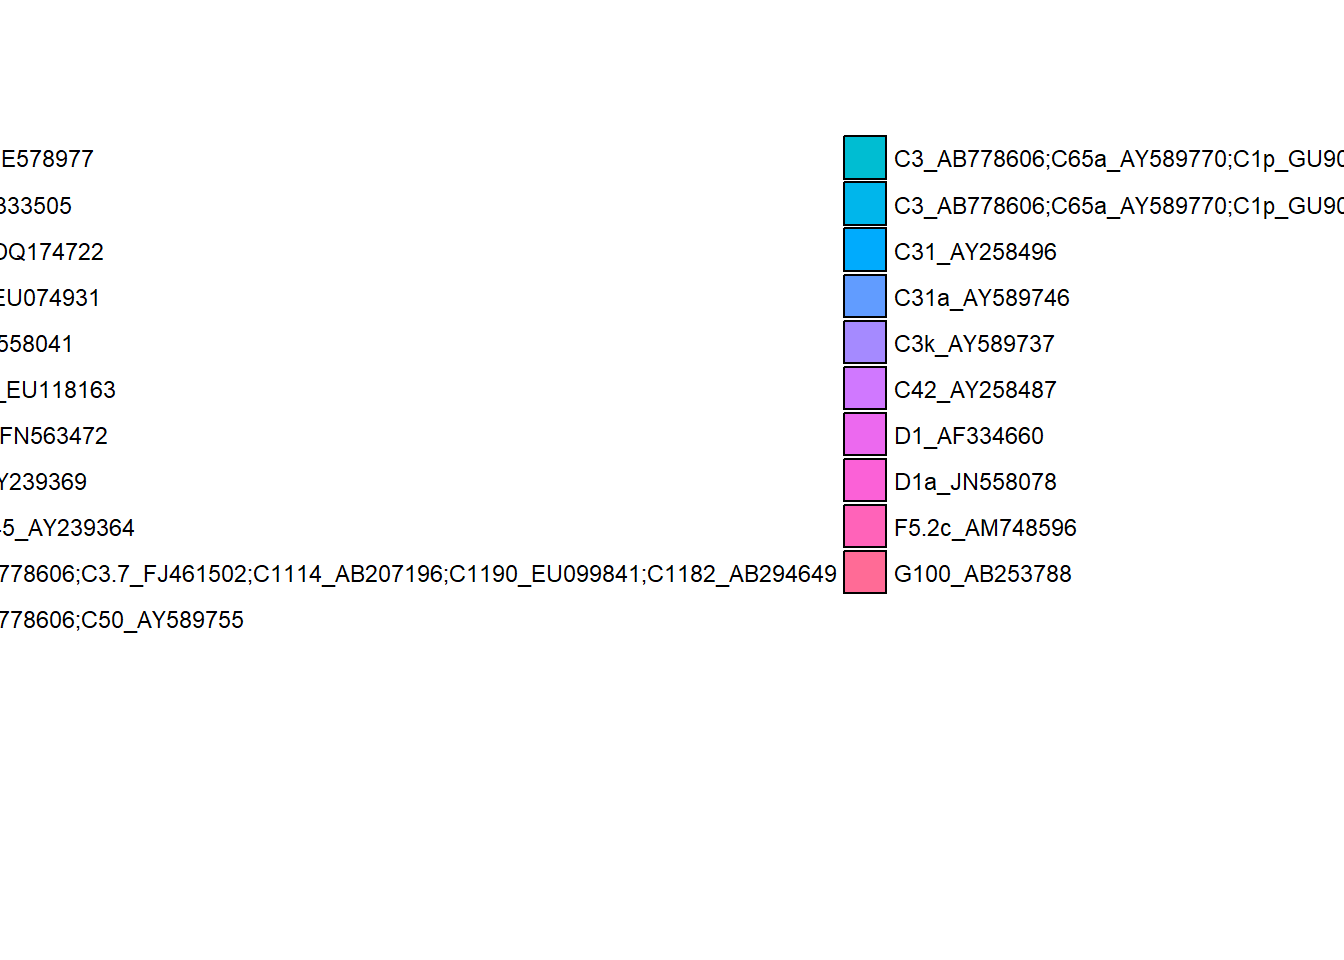 E578977
333505
DQ174722
EU074931
558041
_EU118163
FN563472
Y239369
45_AY239364
778606;C3.7_FJ461502;C1114_AB207196;C1190_EU099841;C1182_AB294649
778606;C50_AY589755
C3_AB778606;C65a_AY589770;C1p_GU90
C3_AB778606;C65a_AY589770;C1p_GU90
C31_AY258496
C31a_AY589746
C3k_AY589737
C42_AY258487
D1_AF334660
D1a_JN558078
F5.2c_AM748596
G100_AB253788